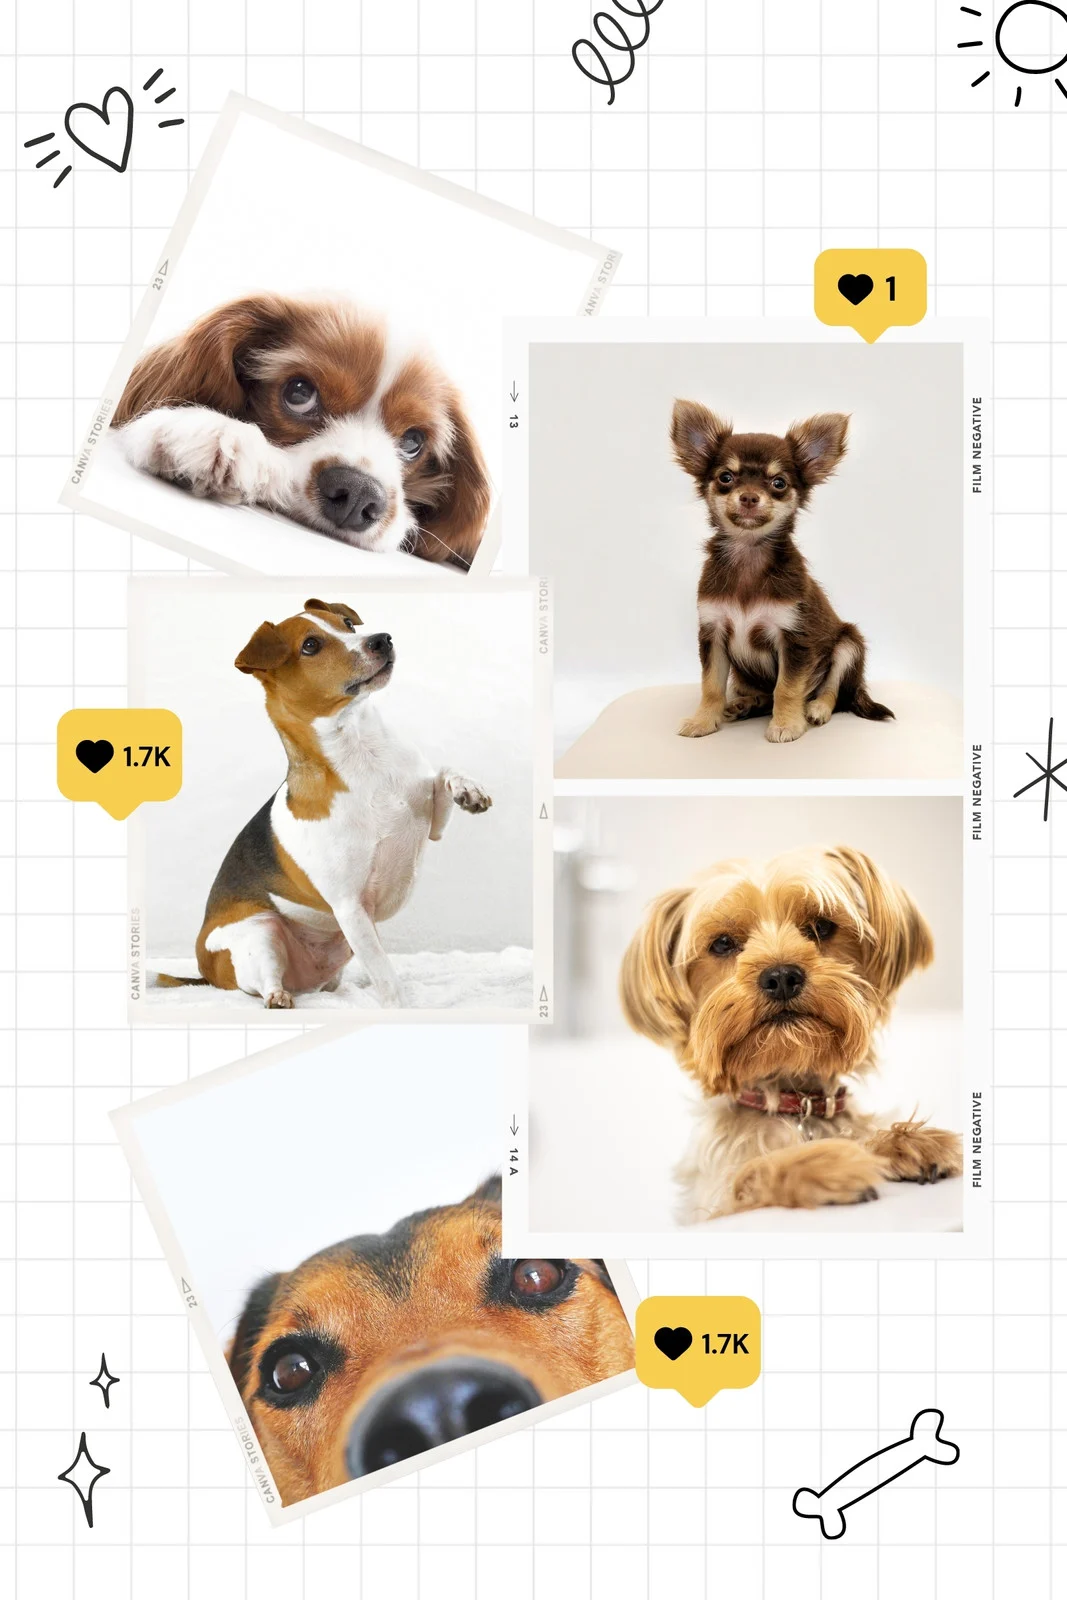 23
CANVA STORIES
CANVA STOR
1
13
FILM NEGATIVE
CANVA STORI
1.7K
FILM NEGATIVE
CANVA STORIES
23
14 A
FILM NEGATIVE
23
1.7K
CANVA STORIES